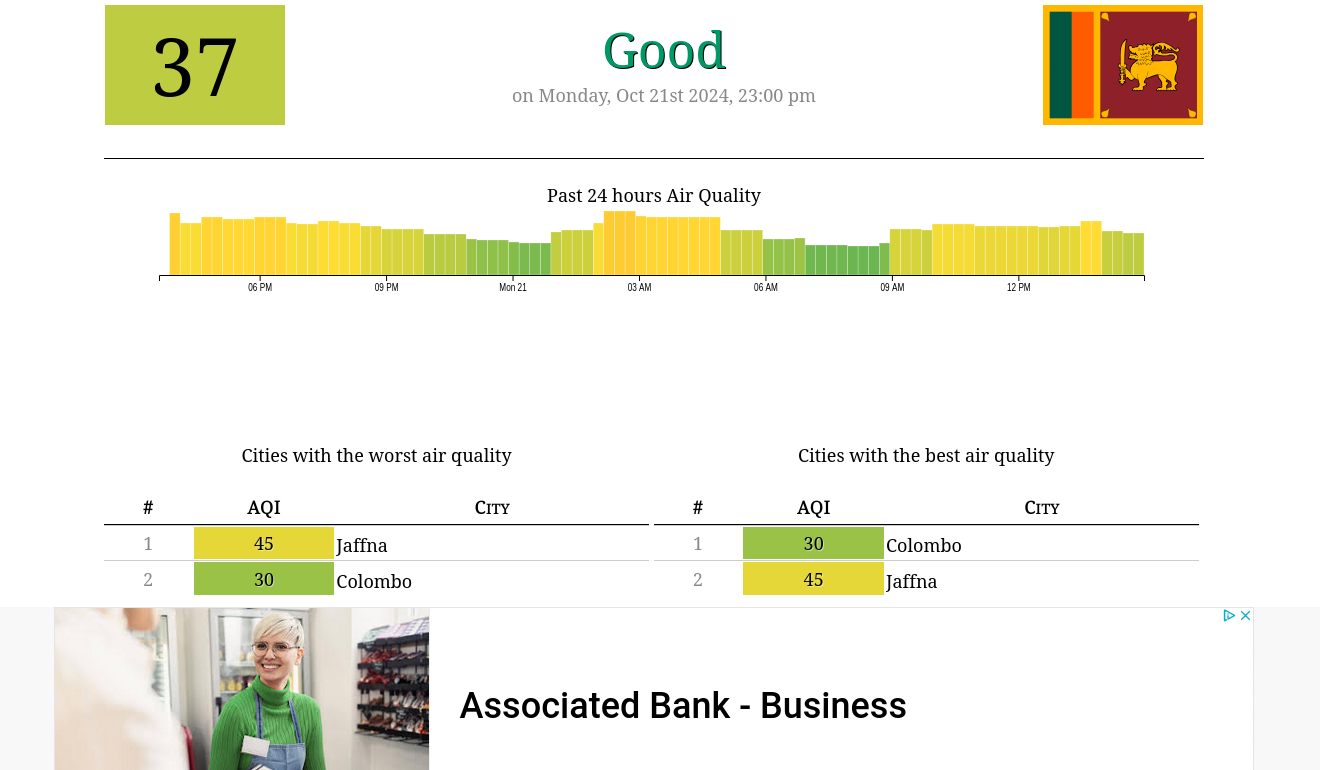 37
Good
on Monday, Oct 21st 2024, 23:00 pm
Past 24 hours Air Quality
06 PM 09 PM Mon 21 03 AM 06 AM 09 AM 12 PM
Cities with the worst air quality
# AQI City
1 45 Jaffna
2 30 Colombo
Cities with the best air quality
# AQI City
1 30 Colombo
2 45 Jaffna
Associated Bank - Business